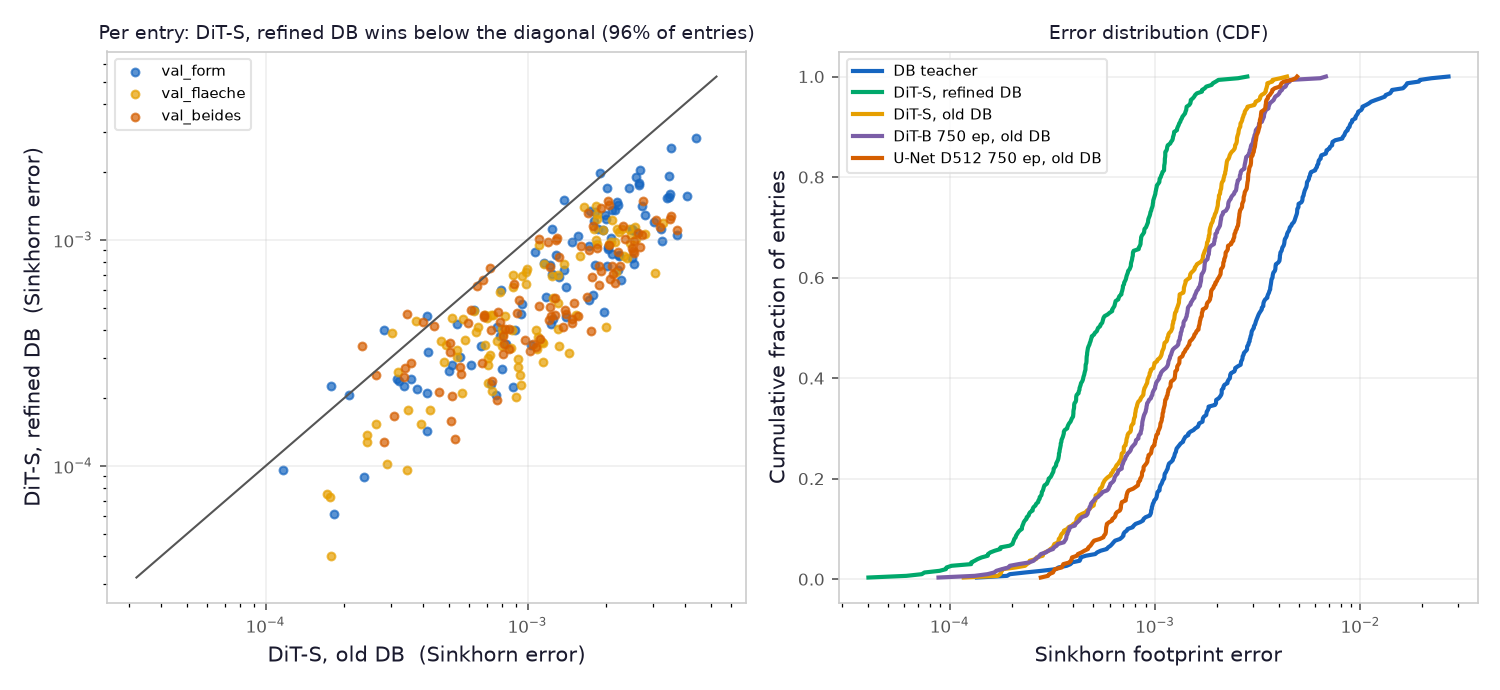 Per entry: DiT-S, refined DB wins below the diagonal (96% of entries)
val_form
val_flaeche
val_beides
10⁻³
10⁻⁴
10⁻⁴
10⁻³
DiT-S, refined DB (Sinkhorn error)
DiT-S, old DB (Sinkhorn error)
Error distribution (CDF)
DB teacher
DiT-S, refined DB
DiT-S, old DB
DiT-B 750 ep, old DB
U-Net D512 750 ep, old DB
1.0
0.8
0.6
0.4
0.2
0.0
10⁻⁴
10⁻³
10⁻²
Cumulative fraction of entries
Sinkhorn footprint error